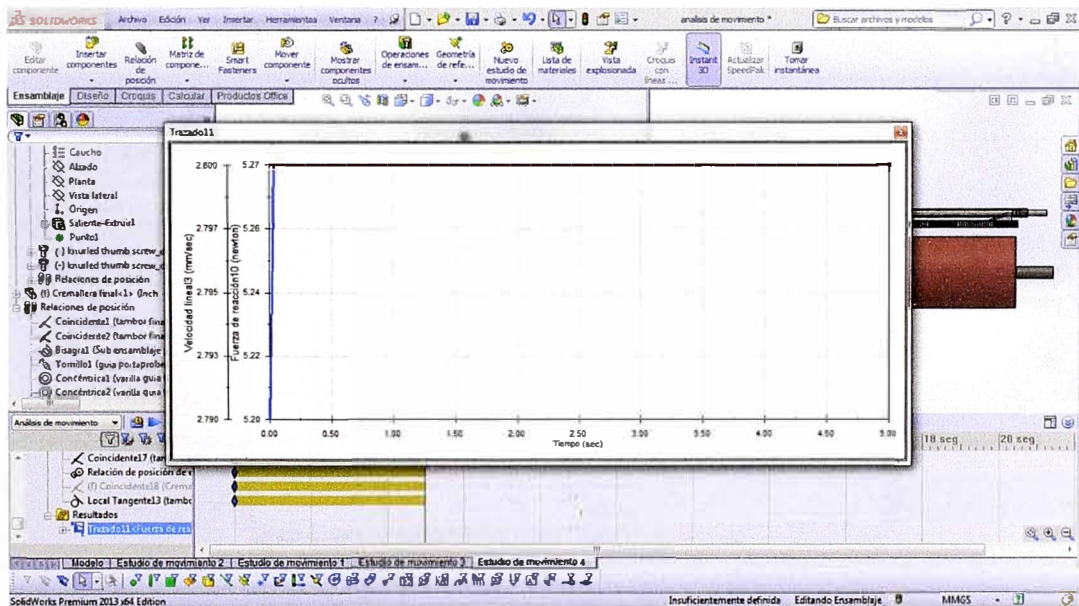 SOLIDWORKS Archivo Edición Ver Insertar Herramientas Ventana ? analisis de movimiento * Buscar archivos y modelos
Editar componente
Insertar componentes
Relación de posición
Matriz de compone...
Smart Fasteners
Mover componente
Mostrar componentes ocultos
Operaciones de ensam...
Geometría de refe...
Nuevo estudio de movimiento
Lista de materiales
Vista explosionada
Croquis con líneas ...
Instant 3D
Actualizar SpeedPak
Tomar instantánea
Ensamblaje Diseño Croquis Calcular Productos Office
Trazado11
Caucho
Alzado
Planta
Vista lateral
Origen
Saliente-Extruir1
Punto1
(-) knurled thumb screw_
(-) knurled thumb screw_
Relaciones de posición
(f) Cremallera final<1> (Inch
Relaciones de posición
Coincidente1 (tambor fina
Coincidente2 (tambor fina
Bisagra1 (Sub ensamblaje
Tornillo1 (guia portaprobe
Concéntrica1 (varilla guia
Concéntrica2 (varilla guia
2.800 5.27
2.797 5.26
2.795 5.24
2.793 5.22
2.790 5.20
Velocidad lineal3 (mm/sec)
Fuerza de reacción10 (newton)
0.00 0.50 1.00 1.50 2.00 2.50 3.00 3.50 4.00 4.50 5.00
Tiempo (sec)
Análisis de movimiento
18 seg 20 seg
Coincidente17 (tar
Relación de posición de e
(f) Coincidente18 (Crema
Local Tangente13 (tambo
Resultados
Trazado11<Fuerza de rea
Modelo Estudio de movimiento 2 Estudio de movimiento 1 Estudio de movimiento 3 Estudio de movimiento 4
SolidWorks Premium 2013 x64 Edition Insuficientemente definida Editando Ensamblaje MMGS